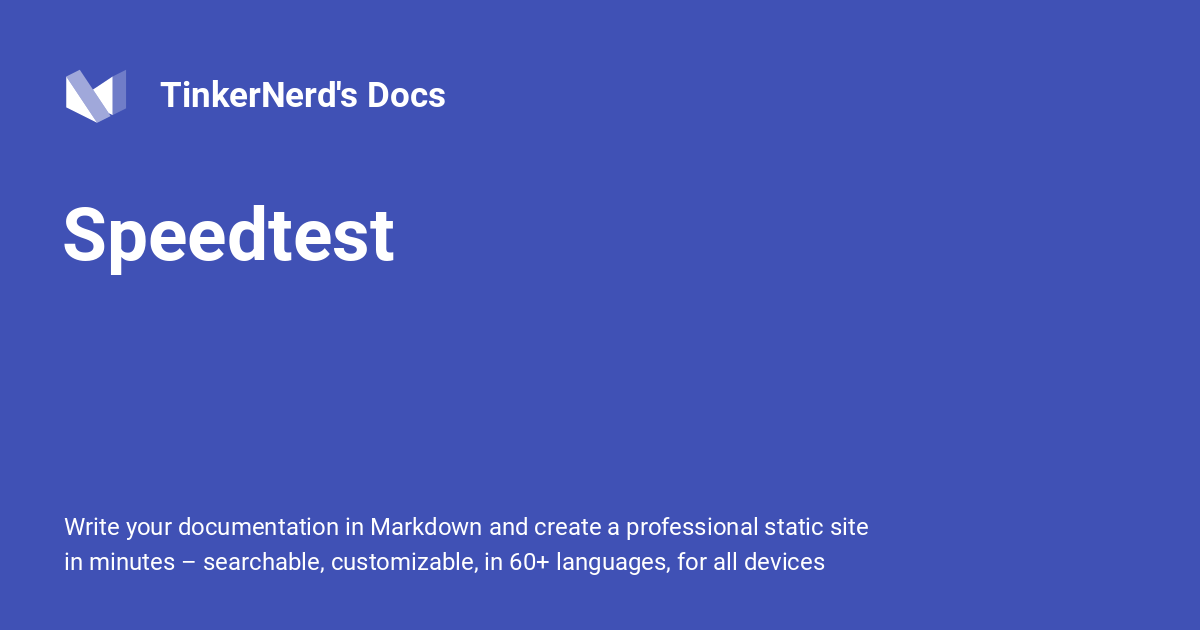 TinkerNerd's Docs
Speedtest
Write your documentation in Markdown and create a professional static site
in minutes – searchable, customizable, in 60+ languages, for all devices